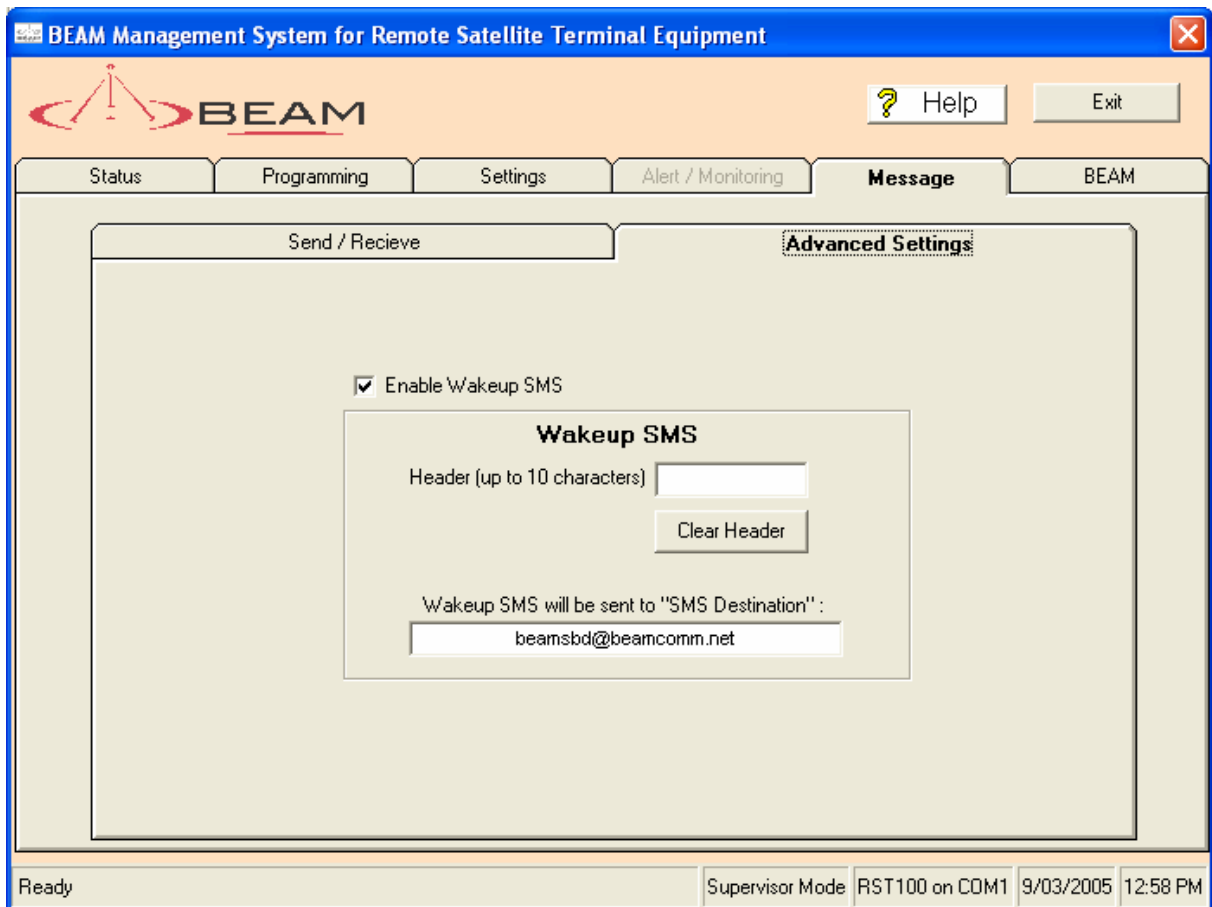 BEAM Management System for Remote Satellite Terminal Equipment
BEAM
? Help
Exit
Status
Programming
Settings
Alert / Monitoring
Message
BEAM
Send / Recieve
Advanced Settings
Enable Wakeup SMS
Wakeup SMS
Header (up to 10 characters)
Clear Header
Wakeup SMS will be sent to "SMS Destination" :
beamsbd@beamcomm.net
Ready
Supervisor Mode
RST100 on COM1
9/03/2005
12:58 PM